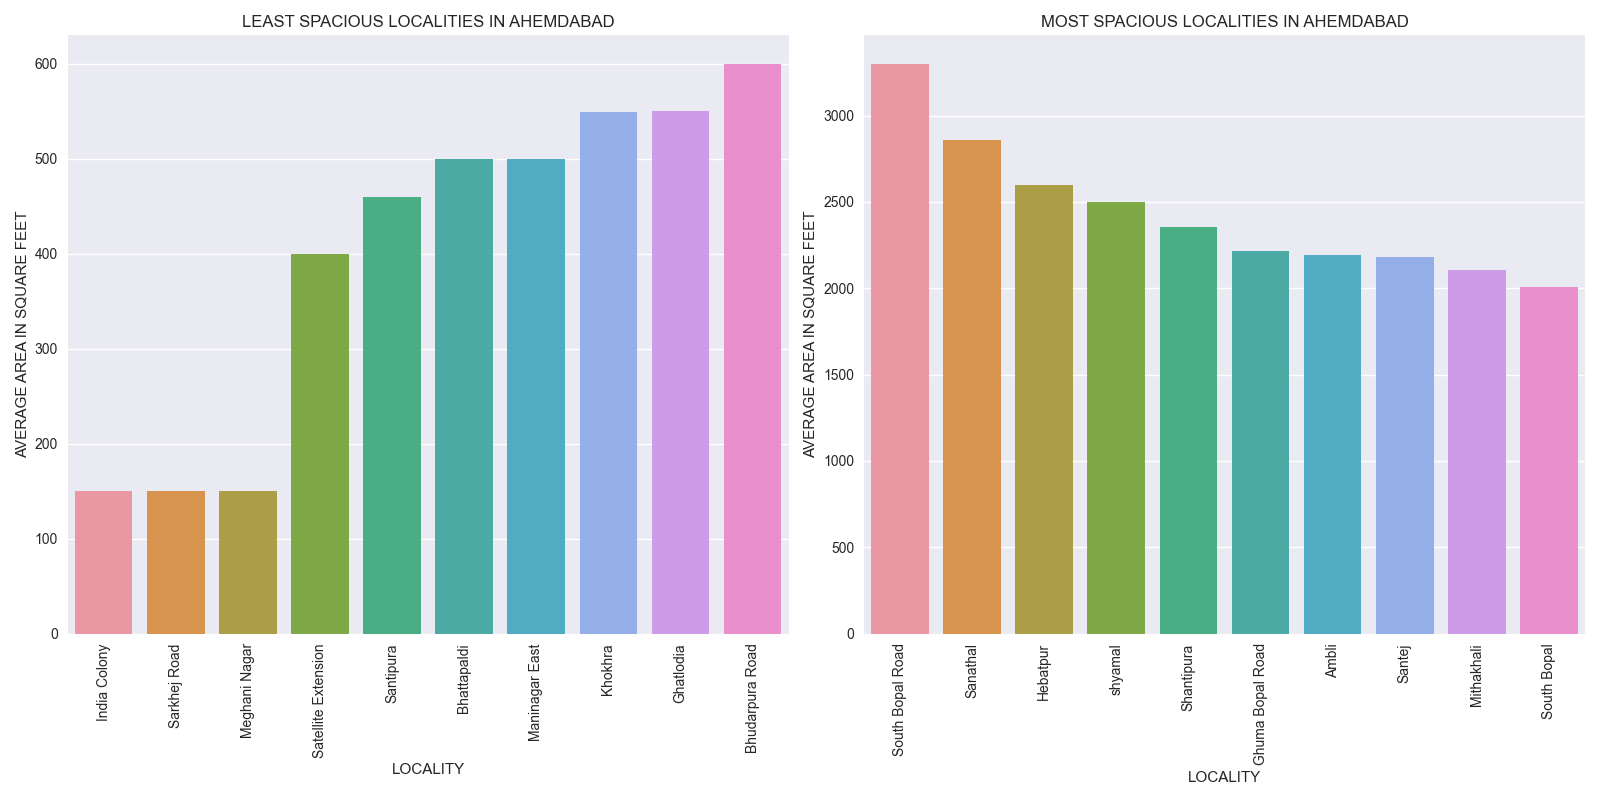 LEAST SPACIOUS LOCALITIES IN AHEMDABAD
AVERAGE AREA IN SQUARE FEET
600
500
400
300
200
100
0
India Colony
Sarkhej Road
Meghani Nagar
Satellite Extension
Santipura
Bhattapaldi
Maninagar East
Khokhra
Ghatlodia
Bhudarpura Road
LOCALITY
MOST SPACIOUS LOCALITIES IN AHEMDABAD
AVERAGE AREA IN SQUARE FEET
3000
2500
2000
1500
1000
500
0
South Bopal Road
Sanathal
Hebatpur
shyamal
Shantipura
Ghuma Bopal Road
Ambli
Santej
Mithakhali
South Bopal
LOCALITY